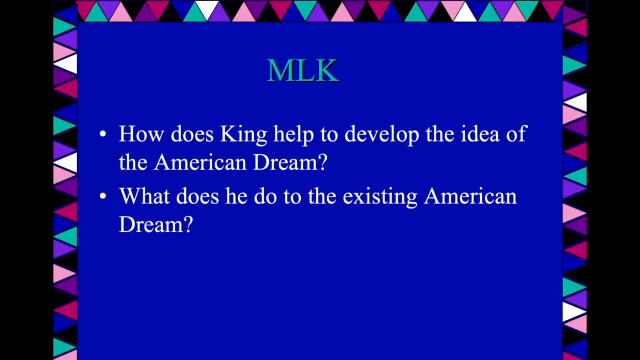 MLK
• How does King help to develop the idea of
the American Dream?
• What does he do to the existing American
Dream?